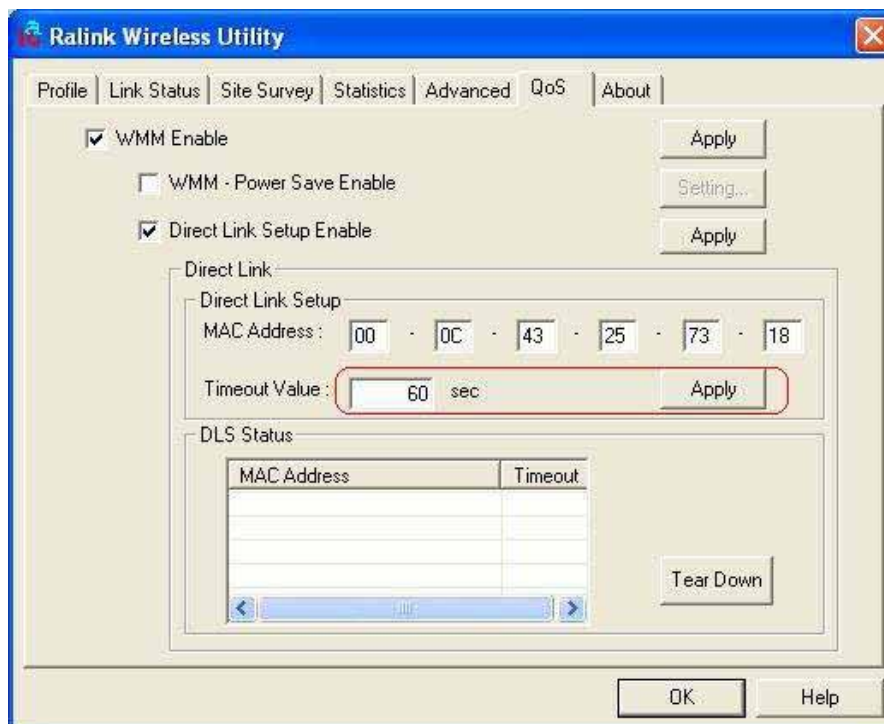 Ralink Wireless Utility
Profile Link Status Site Survey Statistics Advanced QoS About
WMM Enable Apply
WMM - Power Save Enable Setting...
Direct Link Setup Enable Apply
Direct Link
Direct Link Setup
MAC Address : 00 - 0C - 43 - 25 - 73 - 18
Timeout Value : 60 sec Apply
DLS Status
MAC Address Timeout
Tear Down
OK Help